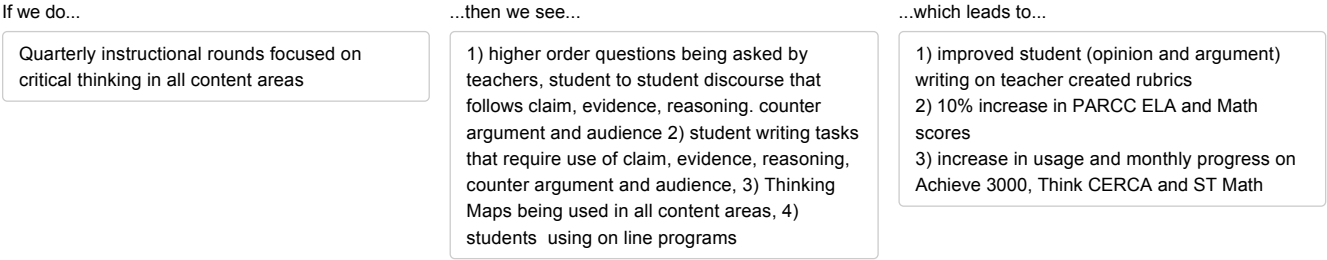 If we do...
Quarterly instructional rounds focused on
critical thinking in all content areas
...then we see...
1) higher order questions being asked by
teachers, student to student discourse that
follows claim, evidence, reasoning. counter
argument and audience 2) student writing tasks
that require use of claim, evidence, reasoning,
counter argument and audience, 3) Thinking
Maps being used in all content areas, 4)
students  using on line programs
...which leads to...
1) improved student (opinion and argument)
writing on teacher created rubrics
2) 10% increase in PARCC ELA and Math
scores
3) increase in usage and monthly progress on
Achieve 3000, Think CERCA and ST Math